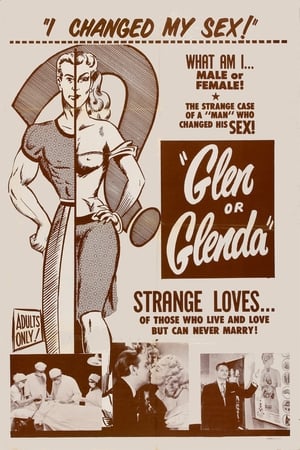 "I CHANGED MY SEX!"
WHAT AM I...
MALE or
FEMALE!
THE STRANGE CASE
OF A "MAN" WHO
CHANGED HIS SEX!
"Glen
OR
Glenda"
STRANGE LOVES...
OF THOSE WHO LIVE AND LOVE
BUT CAN NEVER MARRY!
ADULTS
ONLY!